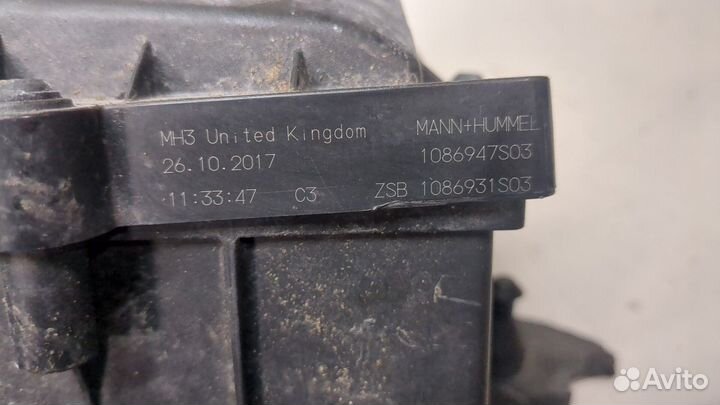 MH3 United Kingdom MANN+HUMMEL
26.10.2017 1086947S03
11:33:47 C3 ZSB 1086931S03
Avito